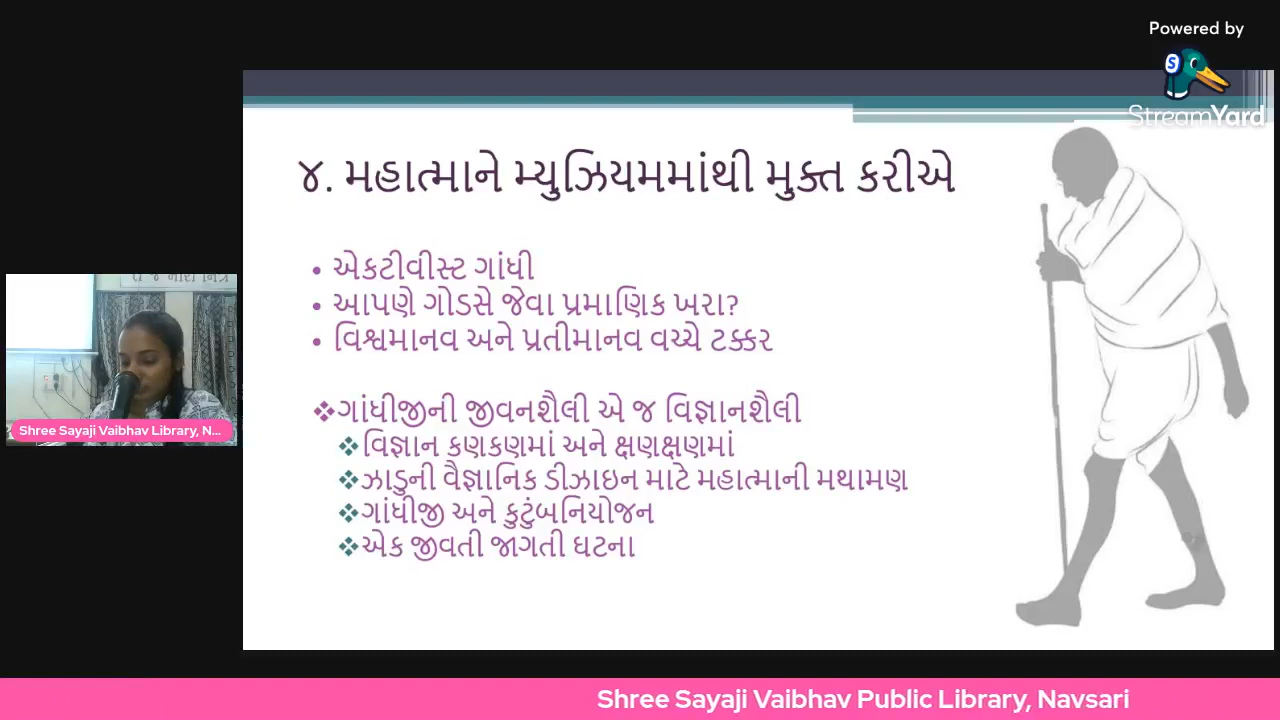 Powered by
StreamYard
૪. મહાત્માને મ્યુઝિયમમાંથી મુક્ત કરીએ
• એકટીવીસ્ટ ગાંધી
• આપણે ગોડસે જેવા પ્રમાણિક ખરા?
• વિશ્વમાનવ અને પ્રતીમાનવ વચ્ચે ટક્કર
❖ગાંધીજીની જીવનશૈલી એ જ વિજ્ઞાનશૈલી
❖વિજ્ઞાન કણકણમાં અને ક્ષણક્ષણમાં
❖ઝાડુની વૈજ્ઞાનિક ડીઝાઇન માટે મહાત્માની મથામણ
❖ગાંધીજી અને કુટુંબનિયોજન
❖એક જીવતી જાગતી ઘટના
Shree Sayaji Vaibhav Library, N...
Shree Sayaji Vaibhav Public Library, Navsari